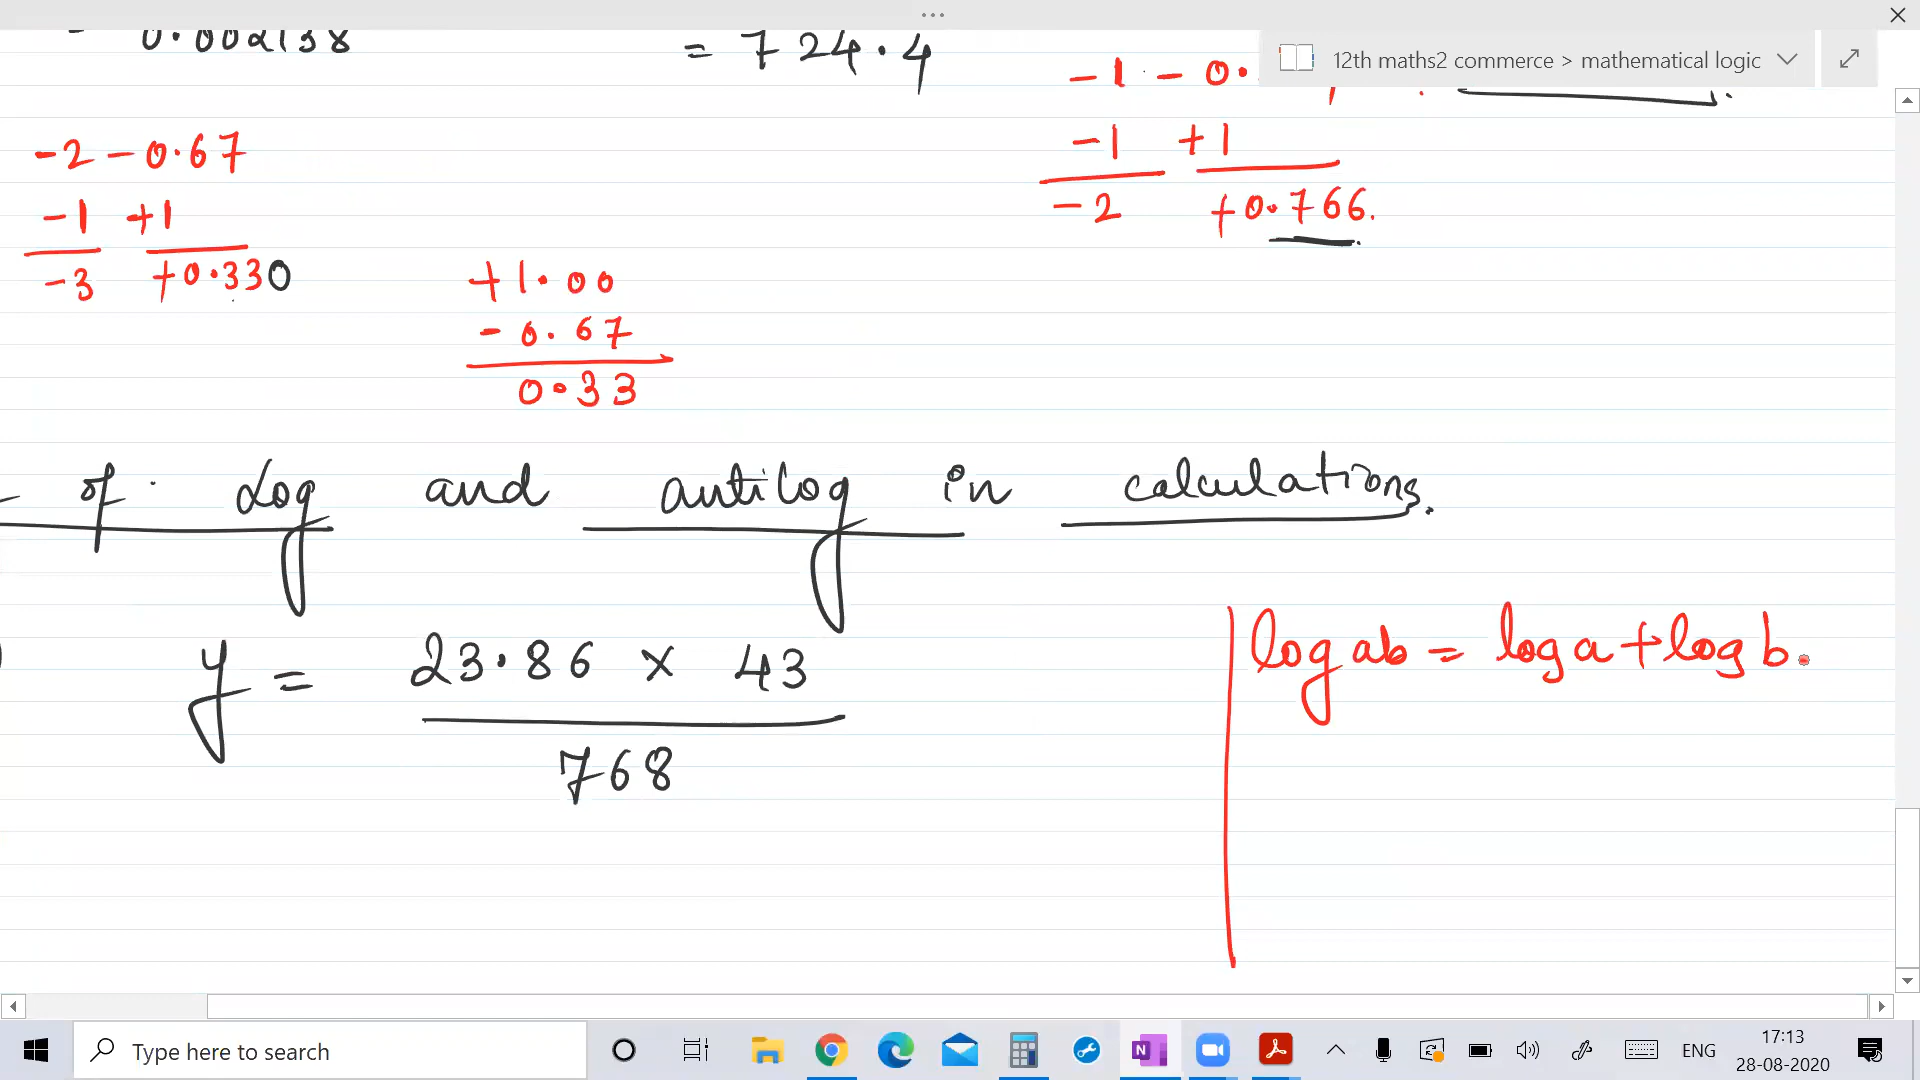 0.002138
= 724.4
12th maths2 commerce > mathematical logic
-1 - 0.
-2 - 0.67
-1 +1
-1 +1
-2 +0.766.
-3 +0.330
+1.00
- 0.67
0.33
of Log and antilog in calculations.
y = 23.86 x 43
768
log ab = log a + log b.
Type here to search
ENG
17:13
28-08-2020